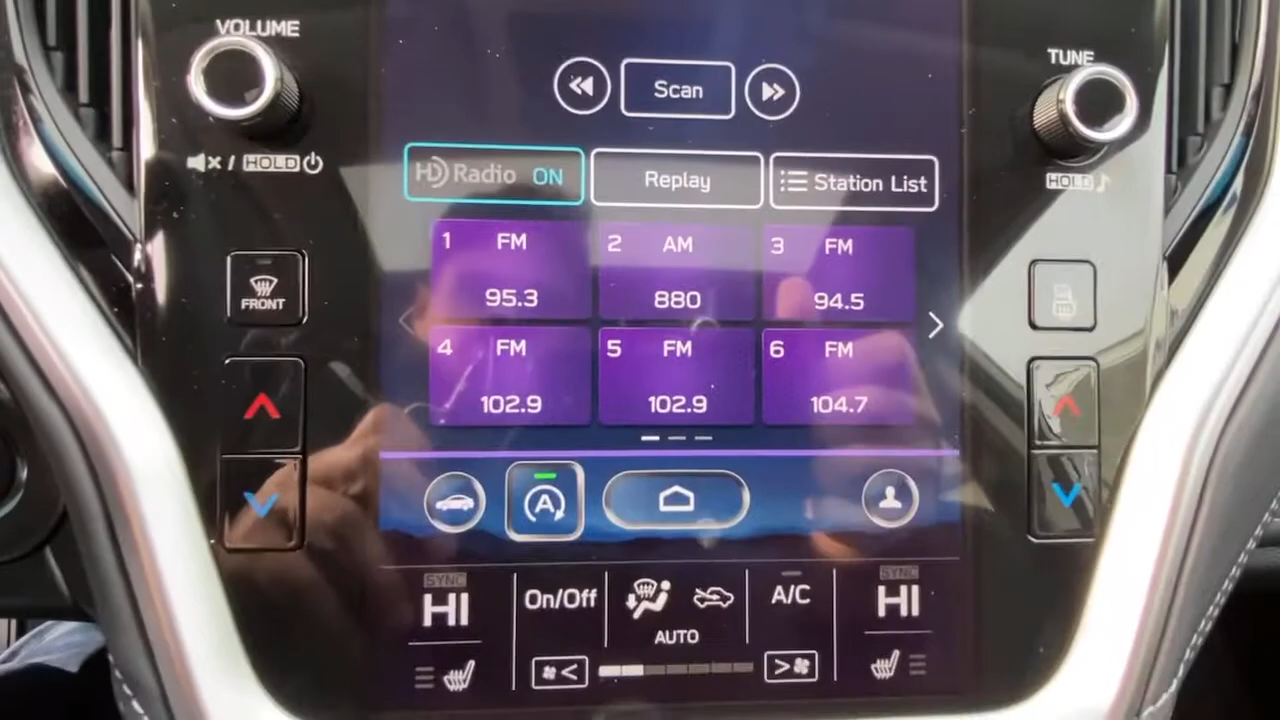 VOLUME
TUNE
Scan
/ HOLD
HD Radio ON
Replay
Station List
HOLD
1 FM 95.3
2 AM 880
3 FM 94.5
FRONT
4 FM 102.9
5 FM 102.9
6 FM 104.7
A
SYNC
HI
On/Off
AUTO
A/C
SYNC
HI